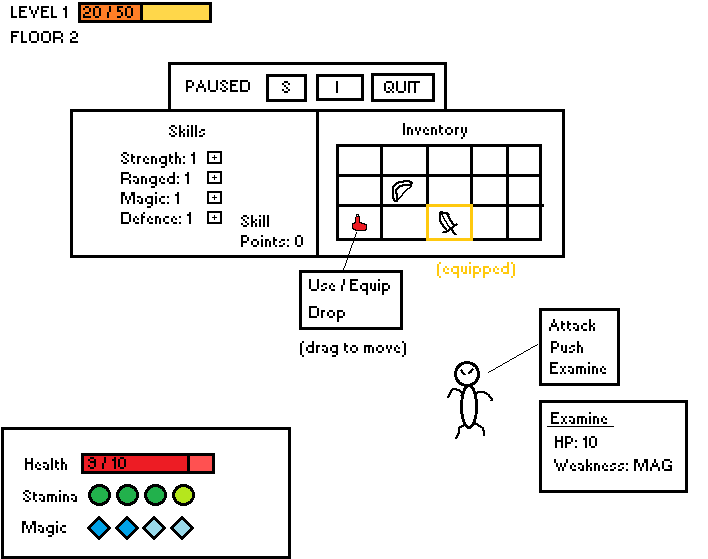 LEVEL 1 20 / 50
FLOOR 2
PAUSED S I QUIT
Skills
Strength: 1 +
Ranged: 1 +
Magic: 1 +
Defence: 1 +
Skill
Points: 0
Inventory
(equipped)
Use / Equip
Drop
(drag to move)
Attack
Push
Examine
Examine
HP: 10
Weakness: MAG
Health 9 / 10
Stamina
Magic